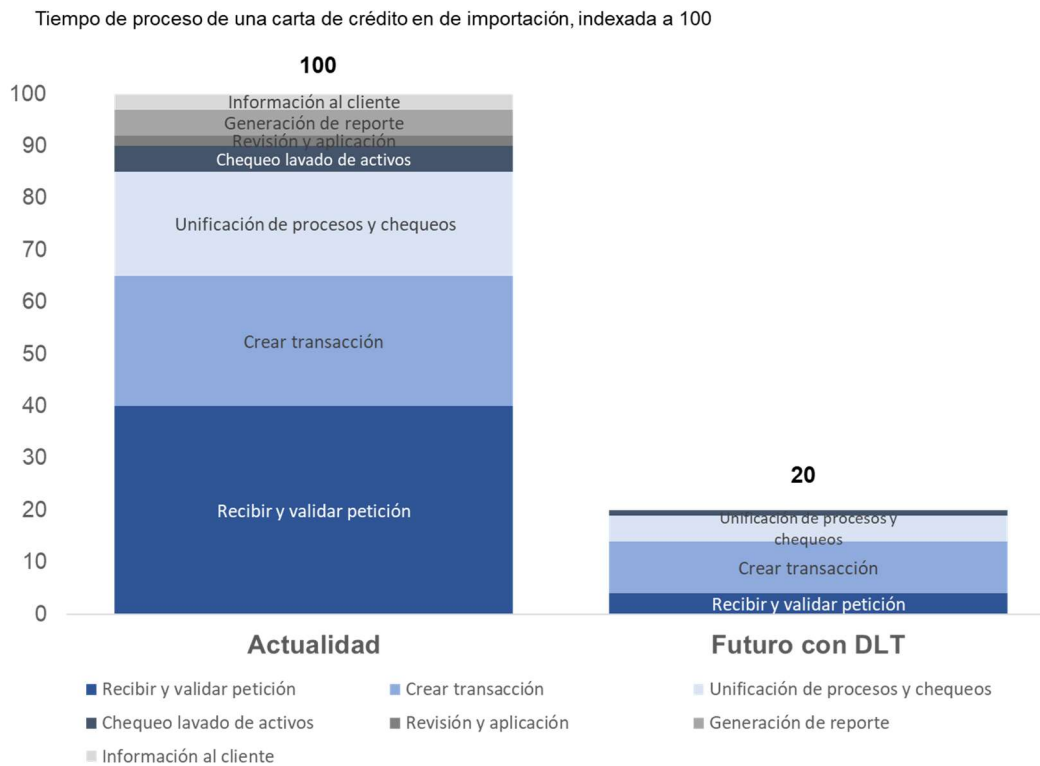 Tiempo de proceso de una carta de crédito en de importación, indexada a 100
100
100
Información al cliente
Generación de reporte
90
Revisión y aplicación
Chequeo lavado de activos
80
Unificación de procesos y chequeos
70
60
Crear transacción
50
40
30
20
20
Recibir y validar petición
Unificación de procesos y
chequeos
10
Crear transacción
Recibir y validar petición
0
Actualidad
Futuro con DLT
Recibir y validar petición
Crear transacción
Unificación de procesos y chequeos
Chequeo lavado de activos
Revisión y aplicación
Generación de reporte
Información al cliente